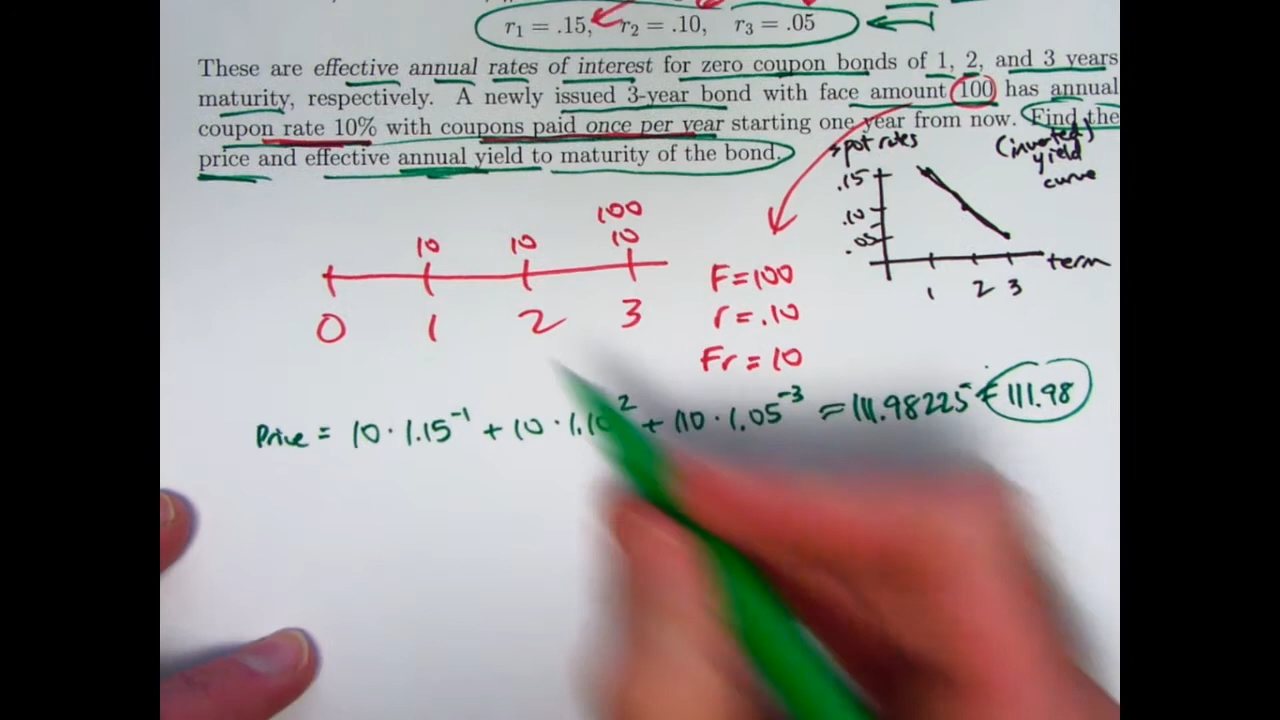 r₁ = .15, r₂ = .10, r₃ = .05
These are effective annual rates of interest for zero coupon bonds of 1, 2, and 3 years
maturity, respectively. A newly issued 3-year bond with face amount 100 has annual
coupon rate 10% with coupons paid once per year starting one year from now. Find the
price and effective annual yield to maturity of the bond.
spot rates
(inverted)
yield
curve
.15
.10
.05
term
1 2 3
100
10 10 10
0 1 2 3
F = 100
r = .10
Fr = 10
Price = 10 · 1.15⁻¹ + 10 · 1.10 ² + 110 · 1.05⁻³ = 111.98225 111.98